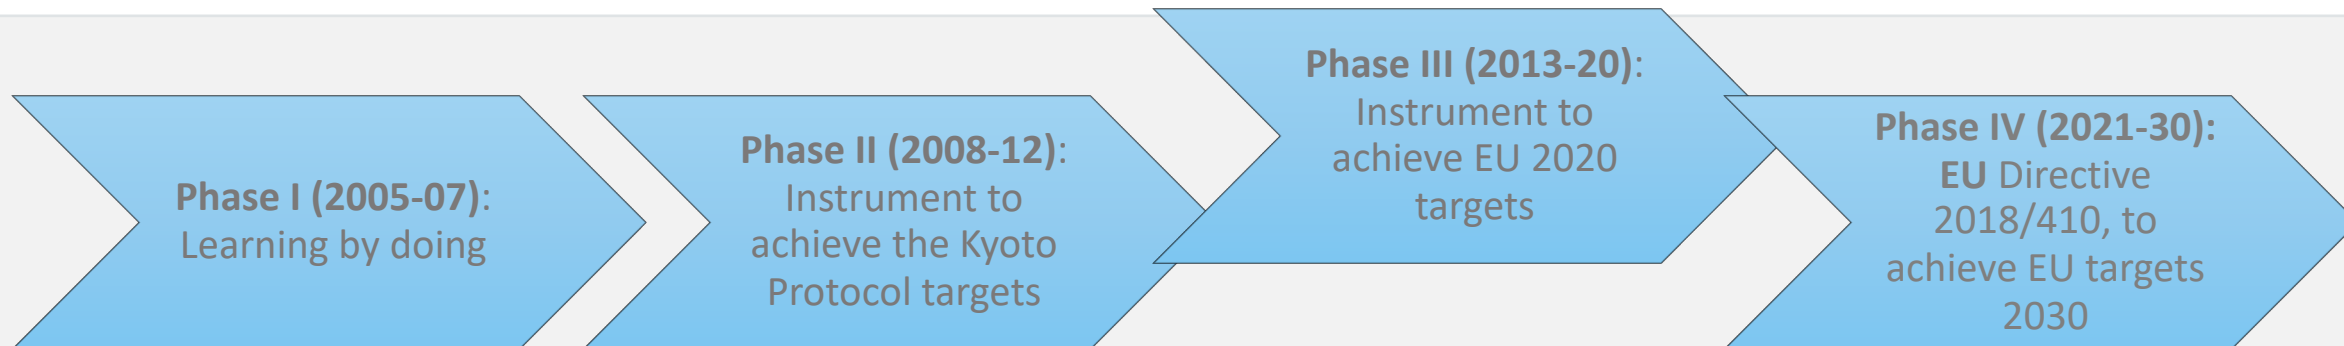 Phase I (2005-07):
Learning by doing
Phase II (2008-12):
Instrument to
achieve the Kyoto
Protocol targets
Phase III (2013-20):
Instrument to
achieve EU 2020
targets
Phase IV (2021-30):
EU Directive
2018/410, to
achieve EU targets
2030